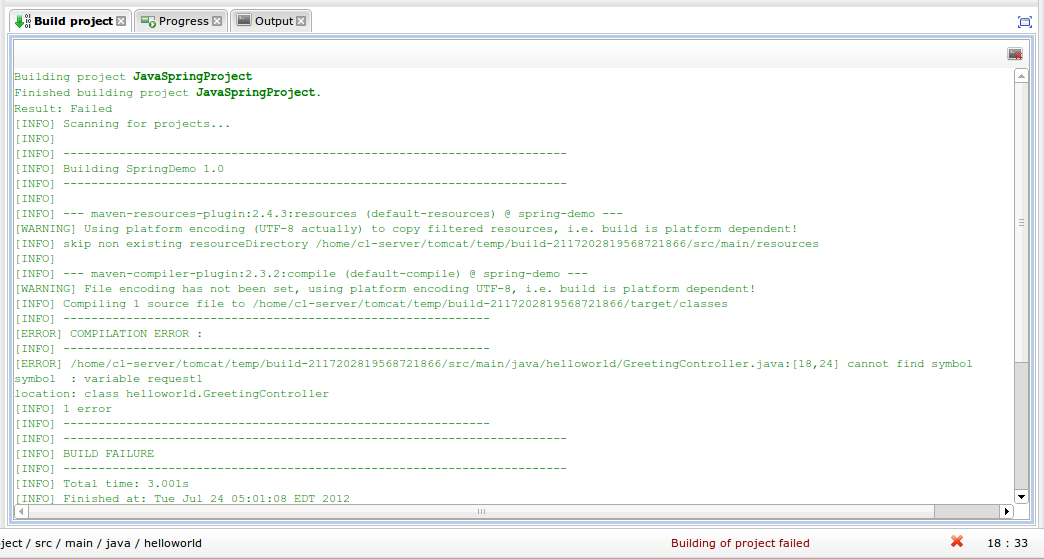 Build project Progress Output
Building project JavaSpringProject
Finished building project JavaSpringProject.
Result: Failed
[INFO] Scanning for projects...
[INFO]
[INFO] ------------------------------------------------------------------------
[INFO] Building SpringDemo 1.0
[INFO] ------------------------------------------------------------------------
[INFO]
[INFO] --- maven-resources-plugin:2.4.3:resources (default-resources) @ spring-demo ---
[WARNING] Using platform encoding (UTF-8 actually) to copy filtered resources, i.e. build is platform dependent!
[INFO] skip non existing resourceDirectory /home/cl-server/tomcat/temp/build-2117202819568721866/src/main/resources
[INFO]
[INFO] --- maven-compiler-plugin:2.3.2:compile (default-compile) @ spring-demo ---
[WARNING] File encoding has not been set, using platform encoding UTF-8, i.e. build is platform dependent!
[INFO] Compiling 1 source file to /home/cl-server/tomcat/temp/build-2117202819568721866/target/classes
[INFO] -------------------------------------------------------------
[ERROR] COMPILATION ERROR :
[INFO] -------------------------------------------------------------
[ERROR] /home/cl-server/tomcat/temp/build-2117202819568721866/src/main/java/helloworld/GreetingController.java:[18,24] cannot find symbol
symbol  : variable request1
location: class helloworld.GreetingController
[INFO] 1 error
[INFO] -------------------------------------------------------------
[INFO] ------------------------------------------------------------------------
[INFO] BUILD FAILURE
[INFO] ------------------------------------------------------------------------
[INFO] Total time: 3.001s
[INFO] Finished at: Tue Jul 24 05:01:08 EDT 2012
ject / src / main / java / helloworld Building of project failed 18 : 33